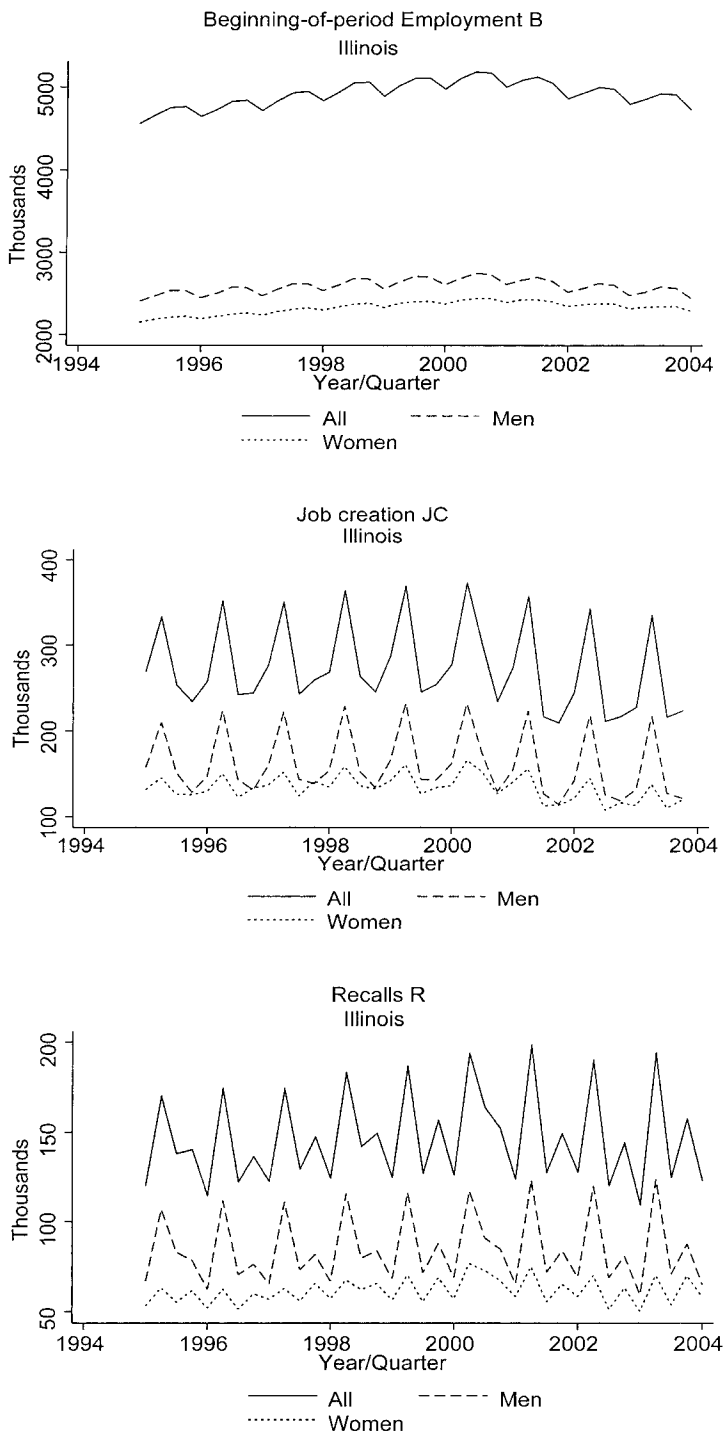 Beginning-of-period Employment B
Illinois
Thousands
5000
4000
3000
2000
1994 1996 1998 2000 2002 2004
Year/Quarter
All Men
Women
Job creation JC
Illinois
Thousands
400
300
200
100
1994 1996 1998 2000 2002 2004
Year/Quarter
All Men
Women
Recalls R
Illinois
Thousands
200
150
100
50
1994 1996 1998 2000 2002 2004
Year/Quarter
All Men
Women